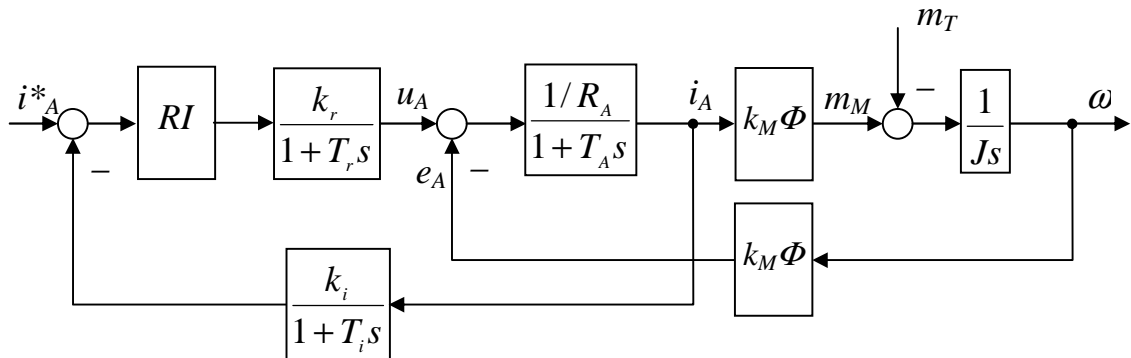 m_T
i*_A
RI
k_r
1 + T_r s
u_A
1 / R_A
1 + T_A s
i_A
k_M Φ
m_M
1
Js
ω
−
−
−
e_A
k_M Φ
k_i
1 + T_i s